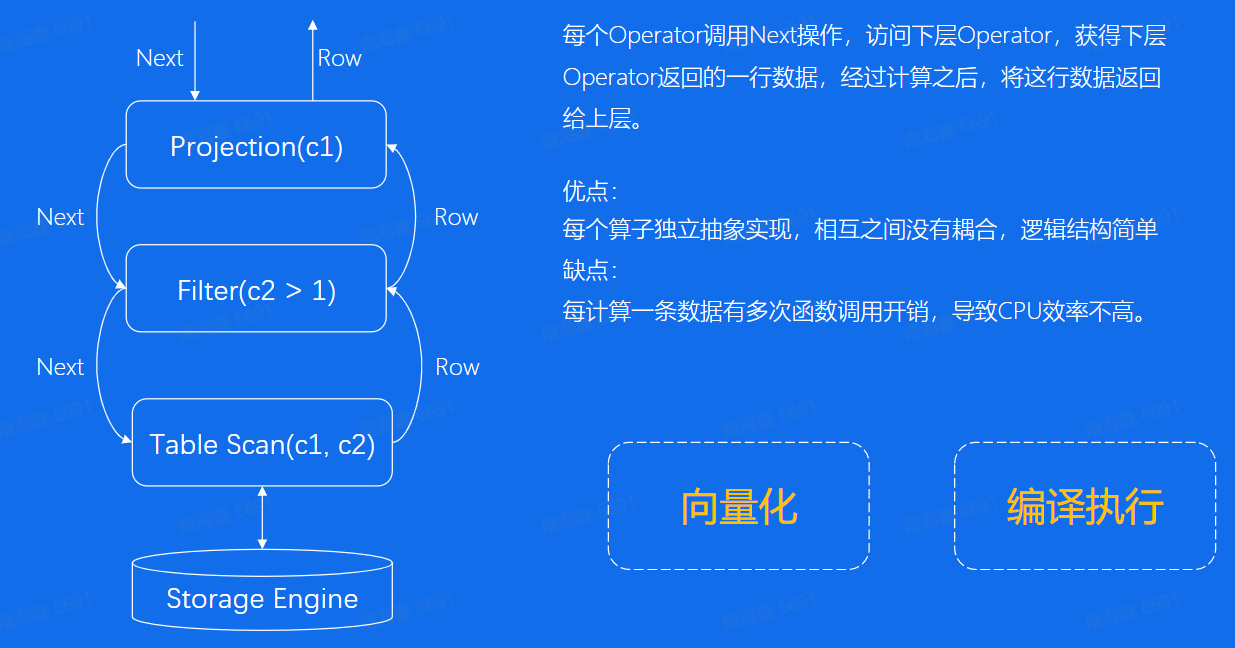 Next
Row
Projection(c1)
Next
Row
Filter(c2 > 1)
Next
Row
Table Scan(c1, c2)
Storage Engine
每个Operator调用Next操作，访问下层Operator，获得下层
Operator返回的一行数据，经过计算之后，将这行数据返回
给上层。
优点：
每个算子独立抽象实现，相互之间没有耦合，逻辑结构简单
缺点：
每计算一条数据有多次函数调用开销，导致CPU效率不高。
向量化
编译执行